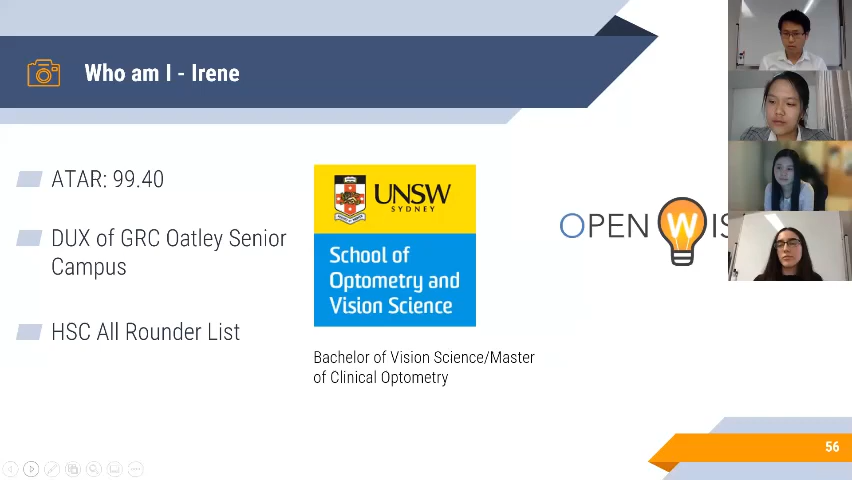 Who am I - Irene
ATAR: 99.40
DUX of GRC Oatley Senior
Campus
HSC All Rounder List
UNSW
SYDNEY
School of
Optometry and
Vision Science
Bachelor of Vision Science/Master
of Clinical Optometry
OPEN WIS
56